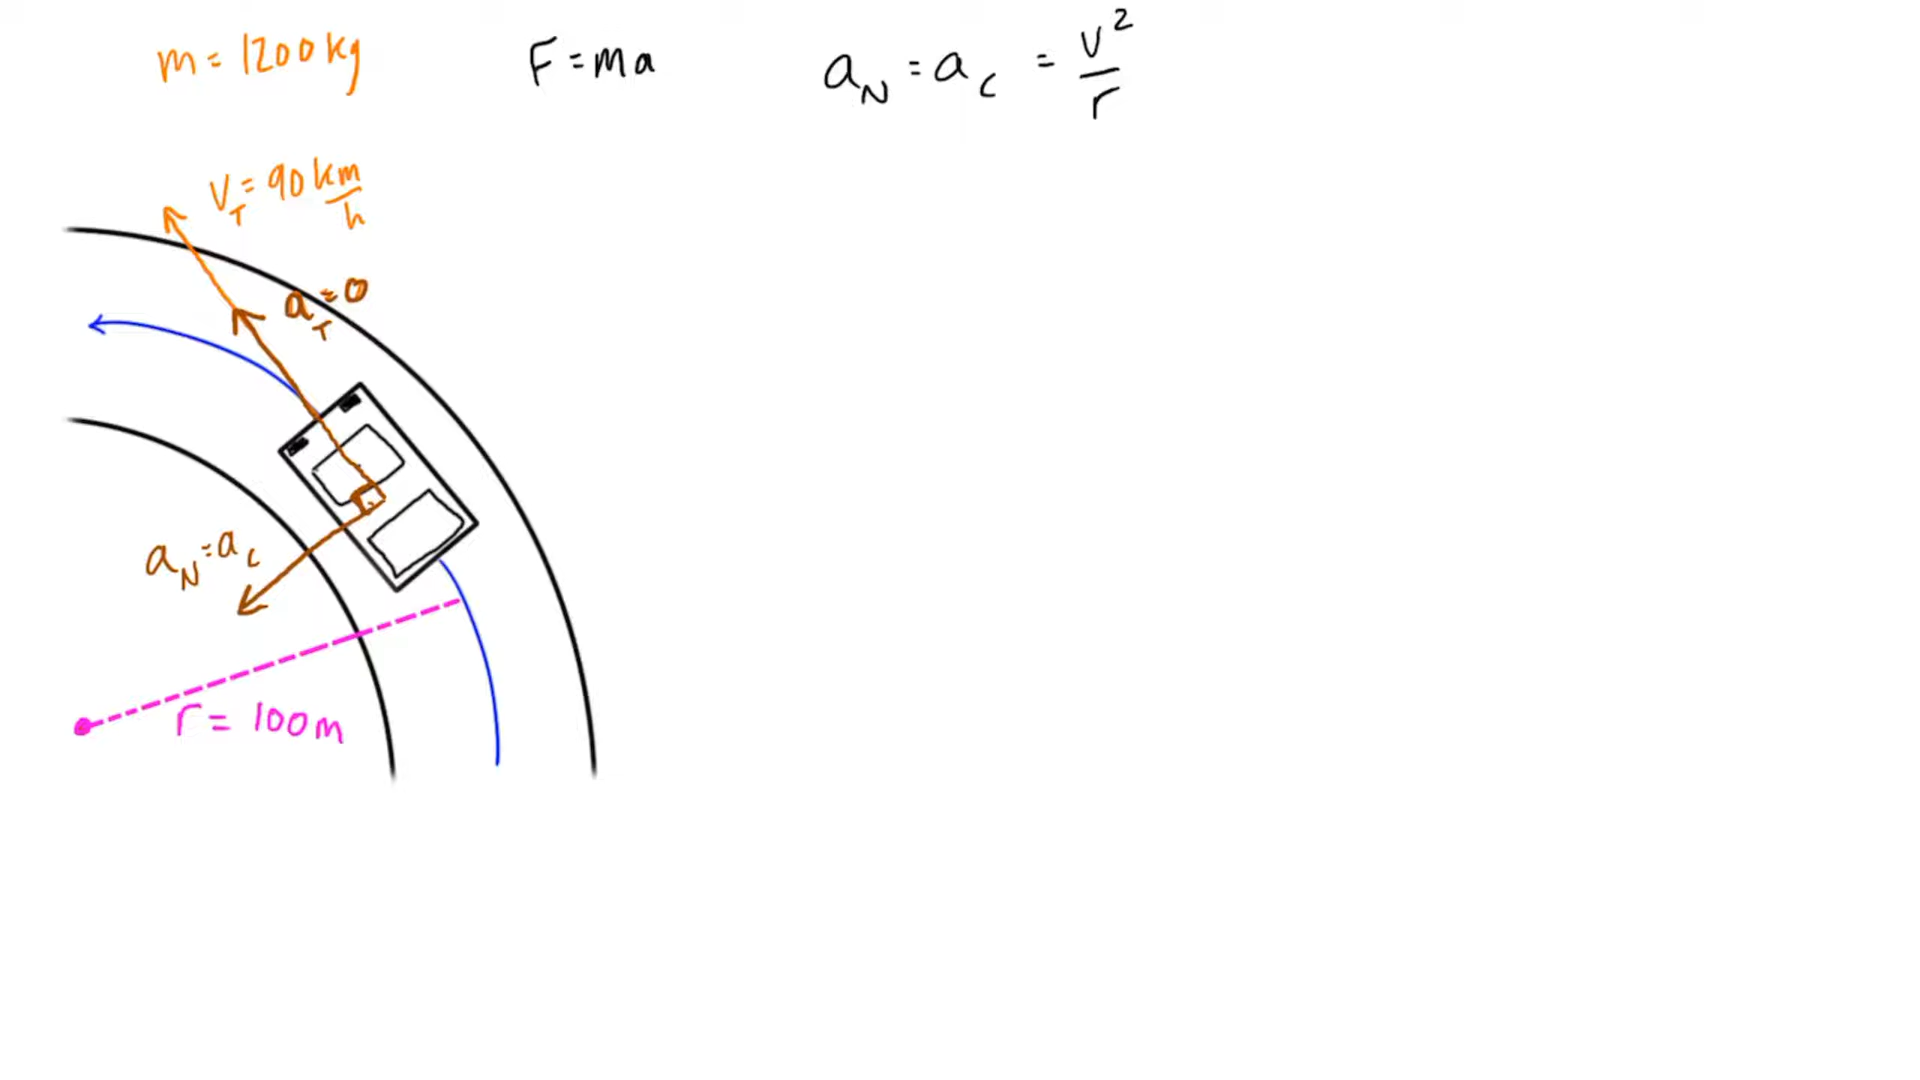 m = 1200 kg
F = ma
a_N = a_C = v²/r
V_T = 90 km/h
a_T = 0
a_N = a_C
r = 100m